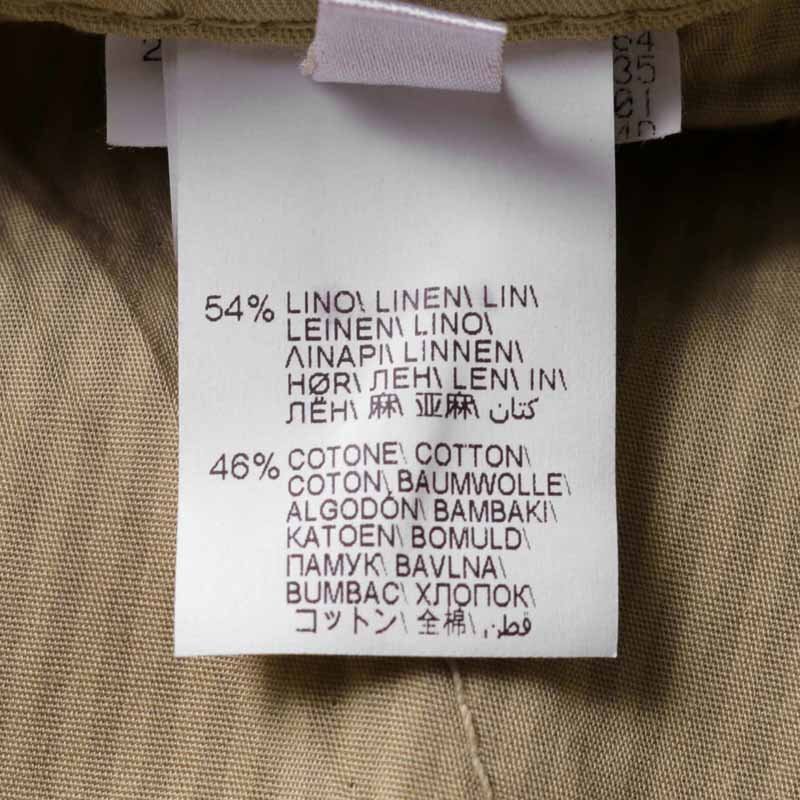 54% LINO\ LINEN\ LIN\
LEINEN\ LINO\
ΛΙΝΑΡΙ\ LINNEN\
HØR\ ЛЕН\ LEN\ IN\
ЛЁН\ 麻\ 亚麻\ كتان
46% COTONE\ COTTON\
COTON\ BAUMWOLLE\
ALGODÓN\ BAMBAKI\
KATOEN\ BOMULD\
ПАМУК\ BAVLNA\
BUMBAC\ ХЛОПОК\
コットン\ 全棉\ قطن